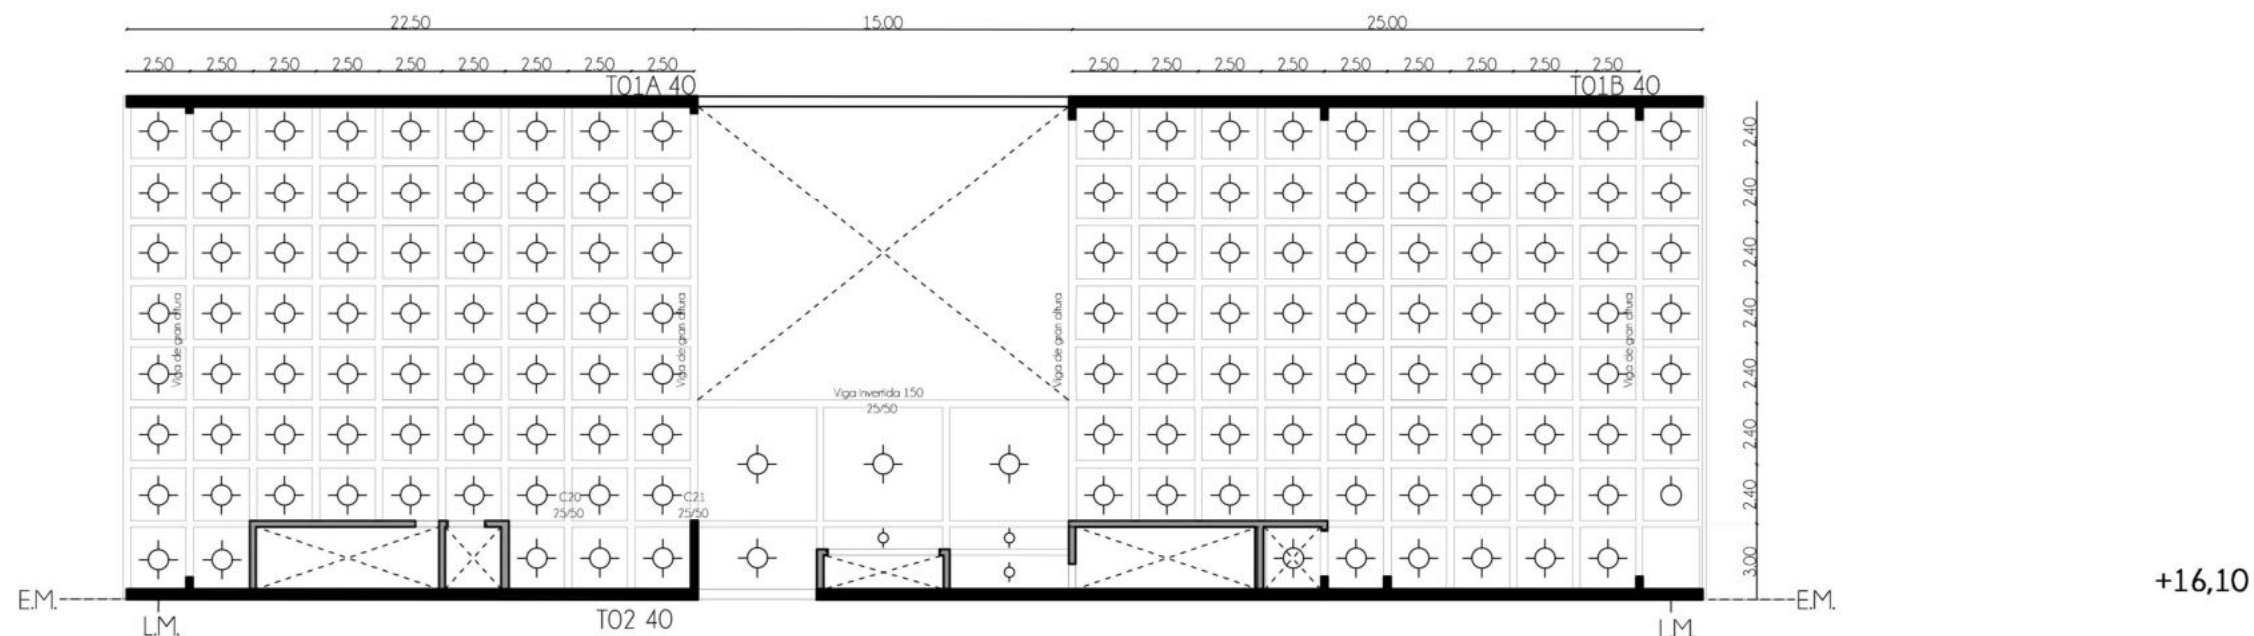 22.50 15.00 25.00
2.50 2.50 2.50 2.50 2.50 2.50 2.50 2.50 2.50 2.50 2.50 2.50 2.50 2.50 2.50 2.50 2.50 2.50
T01A 40 T01B 40
2.40
2.40
2.40
2.40
2.40
2.40
2.40
3.00
Viga de gran altura
Viga de gran altura
Viga de gran altura
Viga de gran altura
Viga Invertida 150
25/50
C20
25/50
C21
25/50
E.M. E.M.
+16,10
L.M. T02 40 L.M.